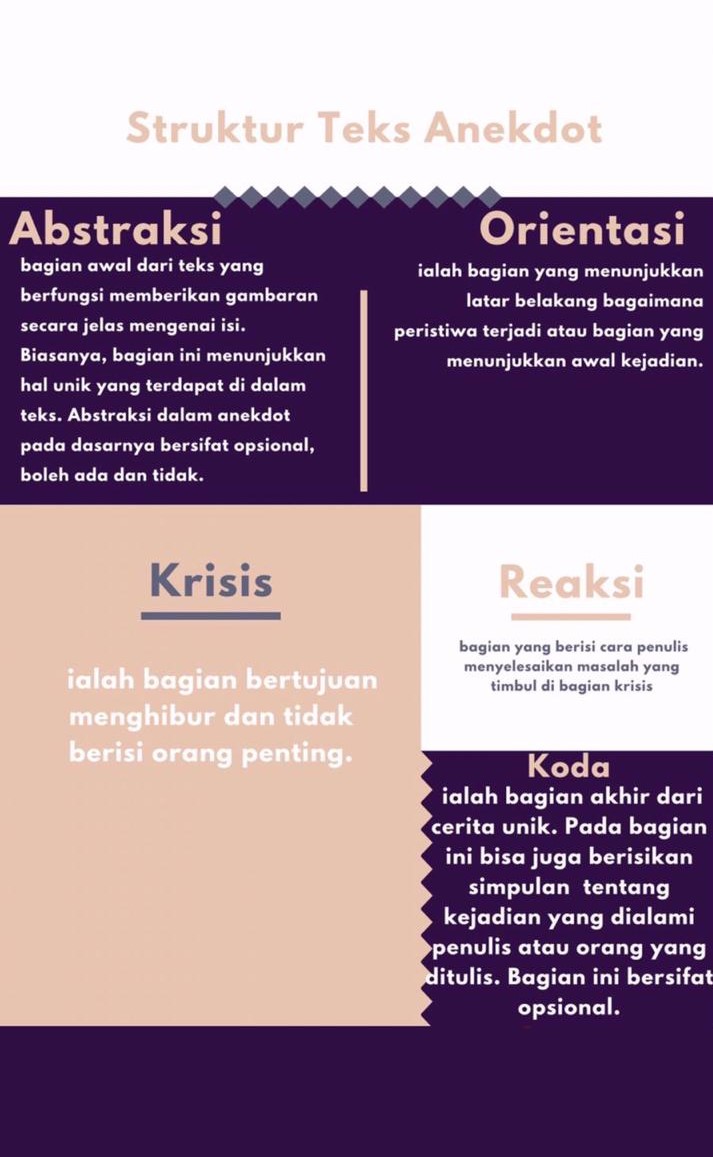 Struktur Teks Anekdot
Abstraksi
bagian awal dari teks yang
berfungsi memberikan gambaran
secara jelas mengenai isi.
Biasanya, bagian ini menunjukkan
hal unik yang terdapat di dalam
teks. Abstraksi dalam anekdot
pada dasarnya bersifat opsional,
boleh ada dan tidak.
Orientasi
ialah bagian yang menunjukkan
latar belakang bagaimana
peristiwa terjadi atau bagian yang
menunjukkan awal kejadian.
Krisis
ialah bagian bertujuan
menghibur dan tidak
berisi orang penting.
Reaksi
bagian yang berisi cara penulis
menyelesaikan masalah yang
timbul di bagian krisis
Koda
ialah bagian akhir dari
cerita unik. Pada bagian
ini bisa juga berisikan
simpulan tentang
kejadian yang dialami
penulis atau orang yang
ditulis. Bagian ini bersifat
opsional.